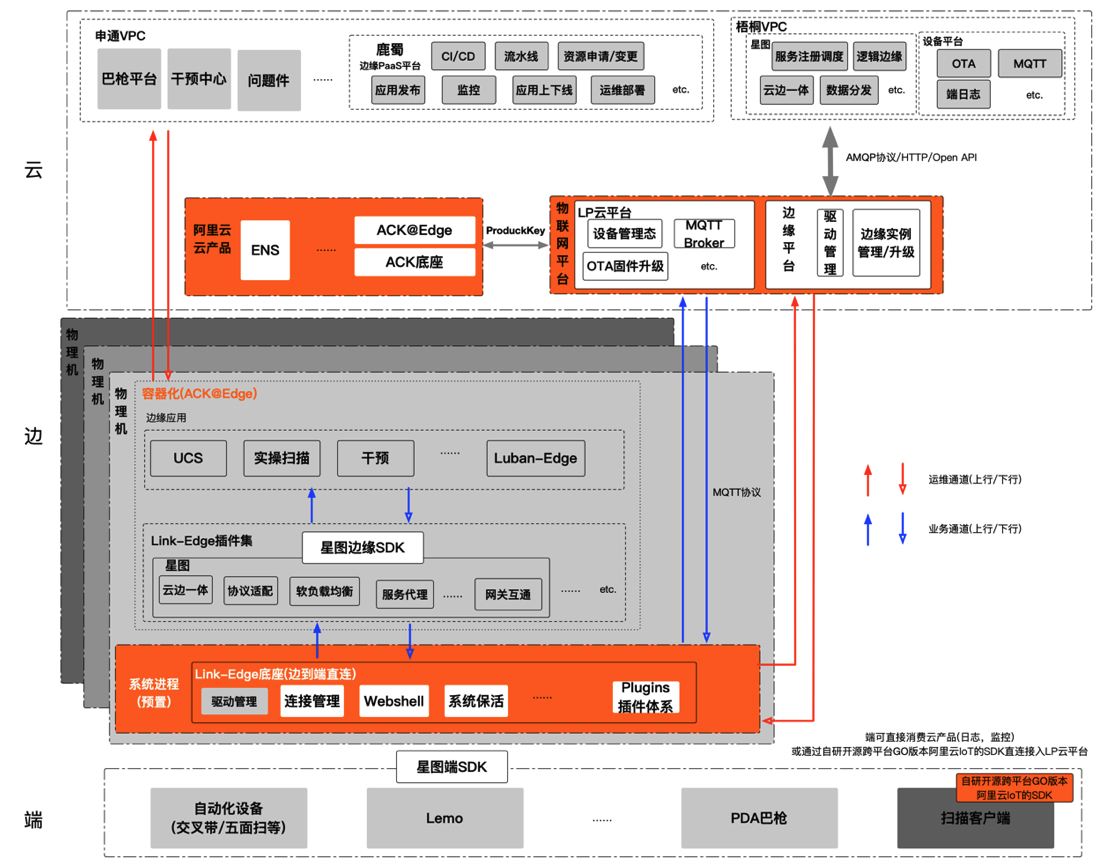 云
申通VPC
巴枪平台
干预中心
问题件
......
鹿蜀
边缘PaaS平台
CI/CD
流水线
资源申请/变更
应用发布
监控
应用上下线
运维部署
etc.
梧桐VPC
星图
服务注册调度
逻辑边缘
云边一体
数据分发
etc.
设备平台
OTA
MQTT
端日志
etc.
AMQP协议/HTTP/Open API
阿里云
云产品
ENS
......
ACK@Edge
ACK底座
ProduckKey
物联网平台
LP云平台
设备管理态
MQTT
Broker
OTA固件升级
etc.
边缘平台
驱动管理
边缘实例
管理/升级
边
物理机
物理机
物理机
容器化(ACK@Edge)
边缘应用
UCS
实操扫描
干预
......
Luban-Edge
Link-Edge插件集
星图边缘SDK
星图
云边一体
协议适配
软负载均衡
服务代理
......
网关互通
......
etc.
MQTT协议
运维通道(上行/下行)
业务通道(上行/下行)
系统进程
(预置)
Link-Edge底座(边到端直连)
驱动管理
连接管理
Webshell
系统保活
......
Plugins
插件体系
端可直接消费云产品(日志，监控)
或通过自研开源跨平台GO版本阿里云IoT的SDK直连接入LP云平台
端
星图端SDK
自动化设备
(交叉带/五面扫等)
Lemo
......
PDA巴枪
自研开源跨平台GO版本
阿里云IoT的SDK
扫描客户端